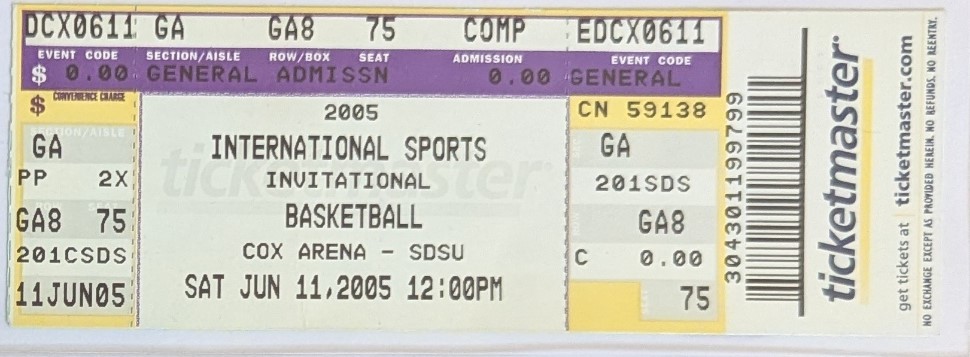 DCX0611 GA GA8 75 COMP EDCX0611
EVENT CODE SECTION/AISLE ROW/BOX SEAT ADMISSION EVENT CODE
$ 0.00 GENERAL ADMISSN 0.00 GENERAL
$ CONVENIENCE CHARGE
SECTION/AISLE
GA
PP 2X
GA8 75
201CSDS
11JUN05
ticketmaster
2005
INTERNATIONAL SPORTS
INVITATIONAL
BASKETBALL
COX ARENA - SDSU
SAT JUN 11,2005 12:00PM
CN 59138
GA
201SDS
GA8
C 0.00
75
304301199799
ticketmaster
get tickets at ticketmaster.com
NO EXCHANGE EXCEPT AS PROVIDED HEREIN. NO REFUNDS. NO REENTRY.